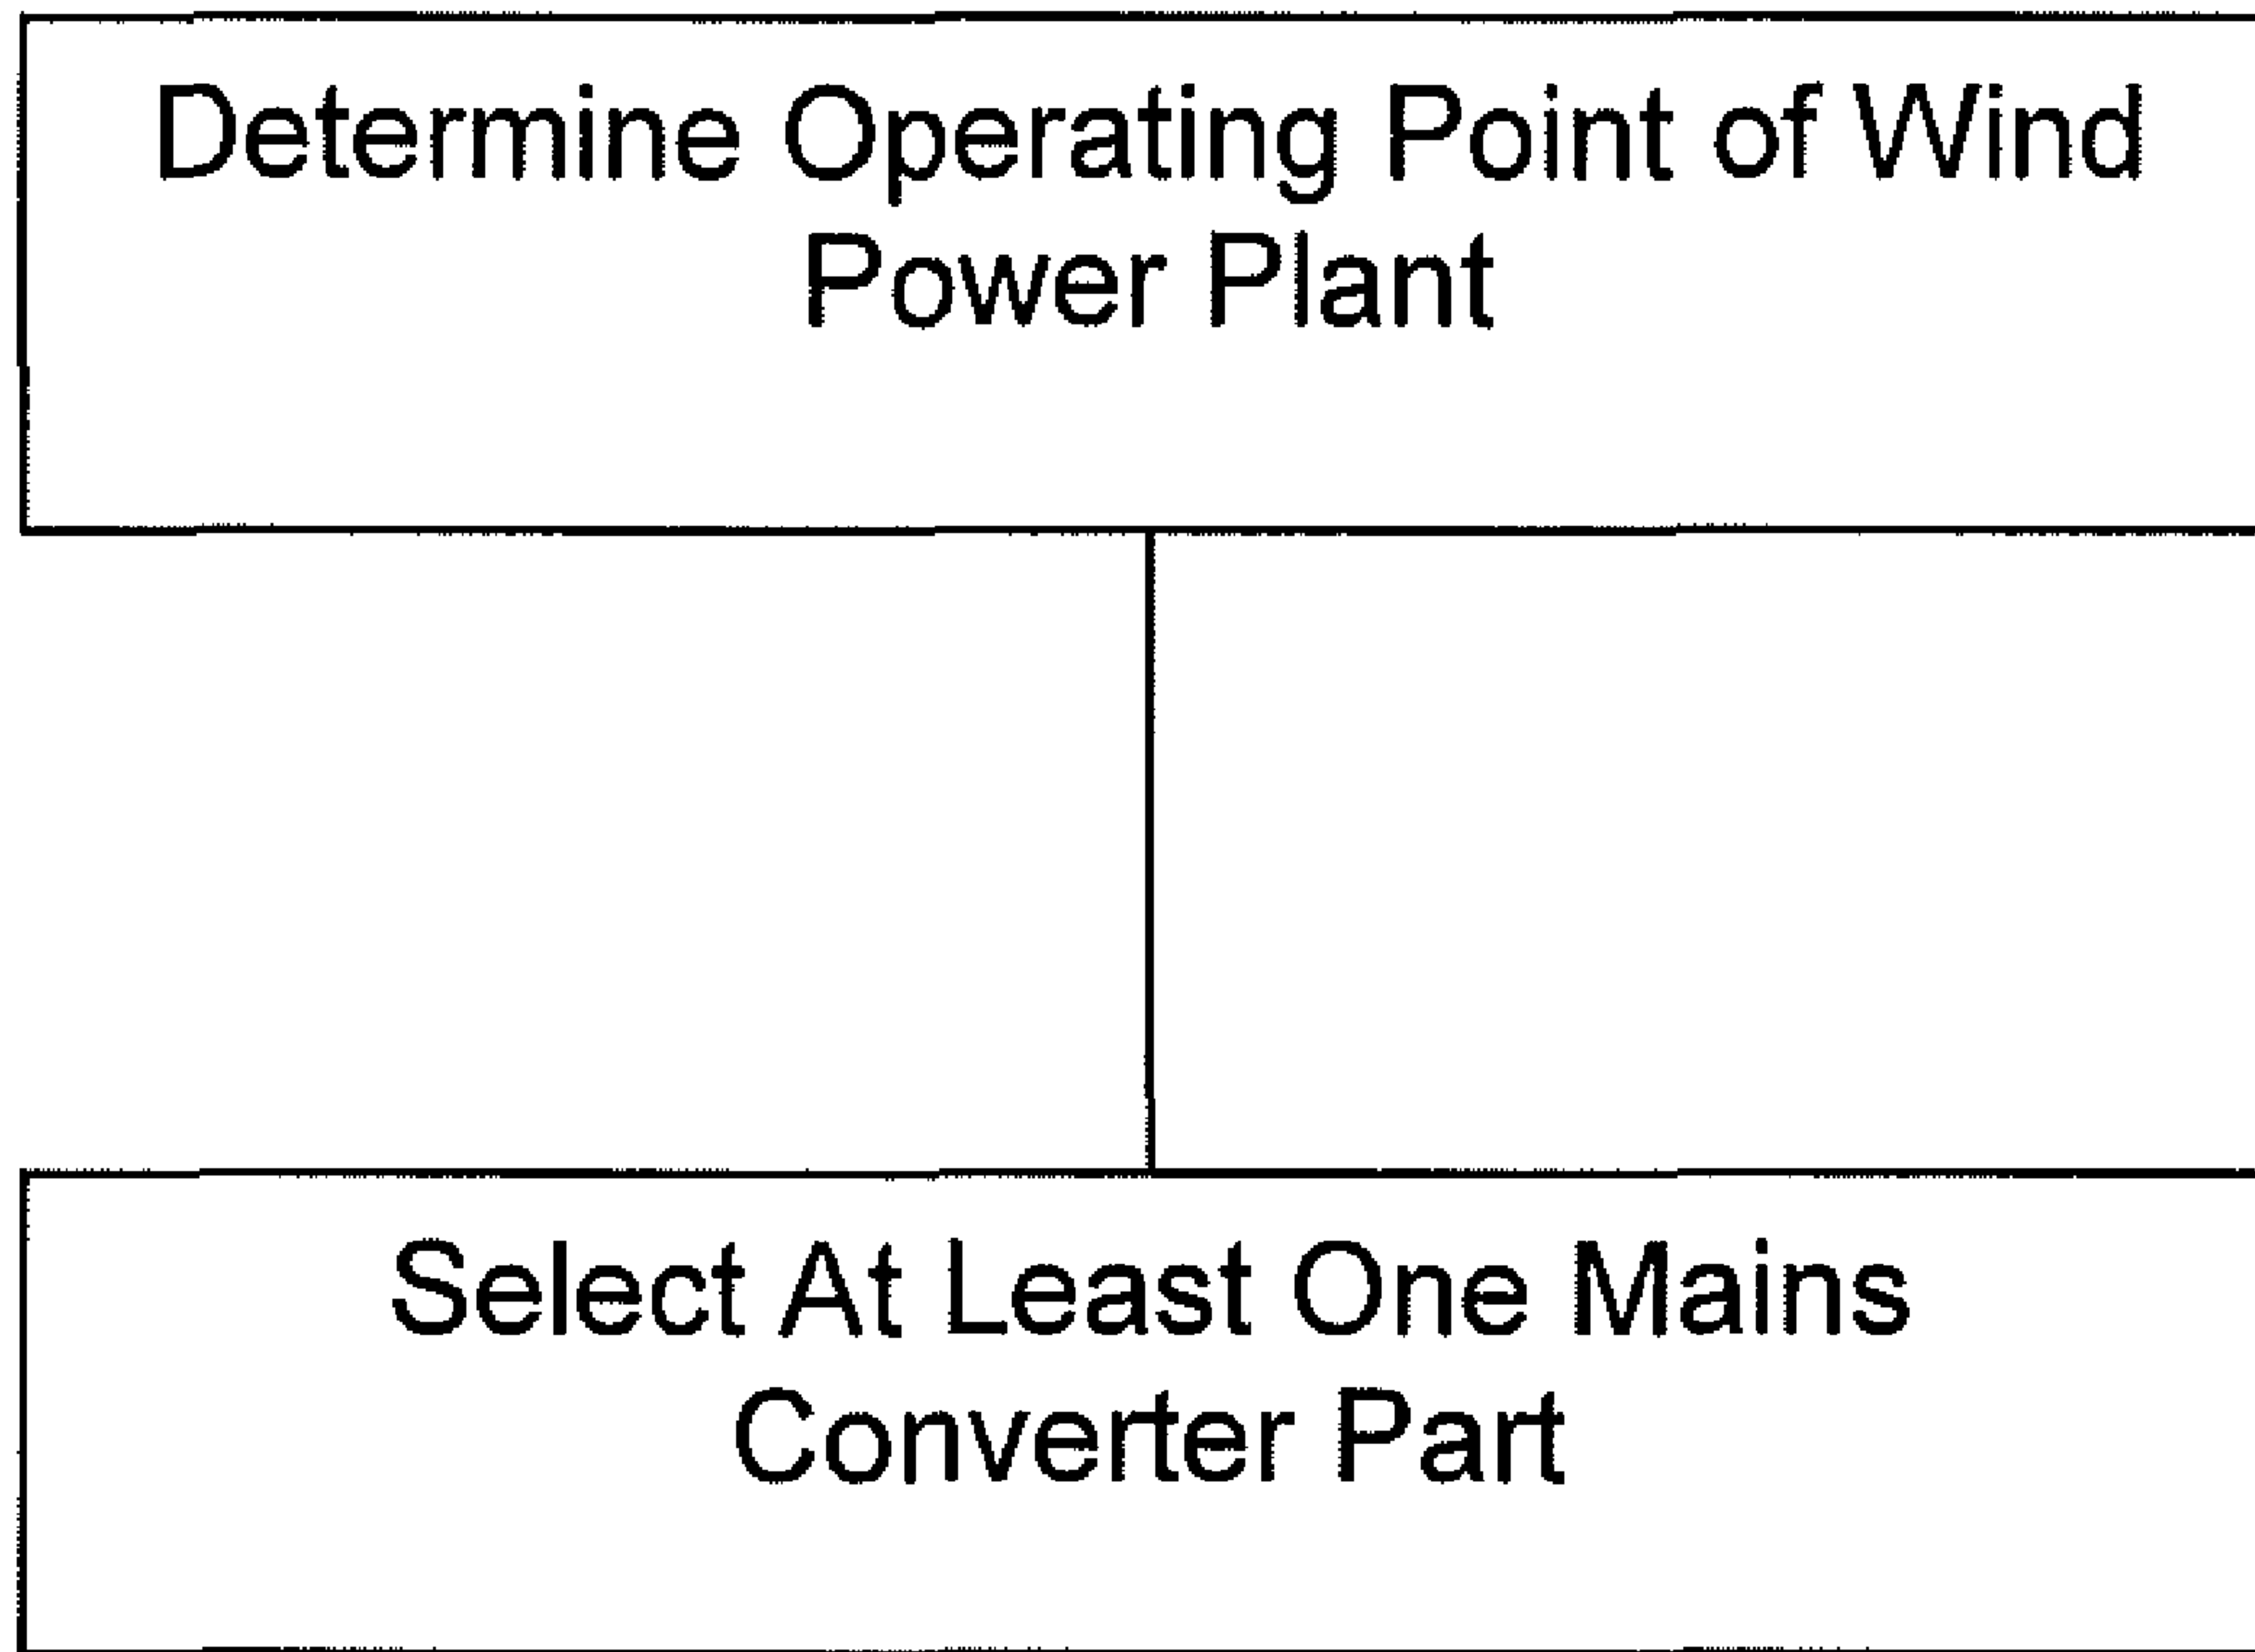 Determine Operating Point of Wind
Power Plant
Select At Least One Mains
Converter Part